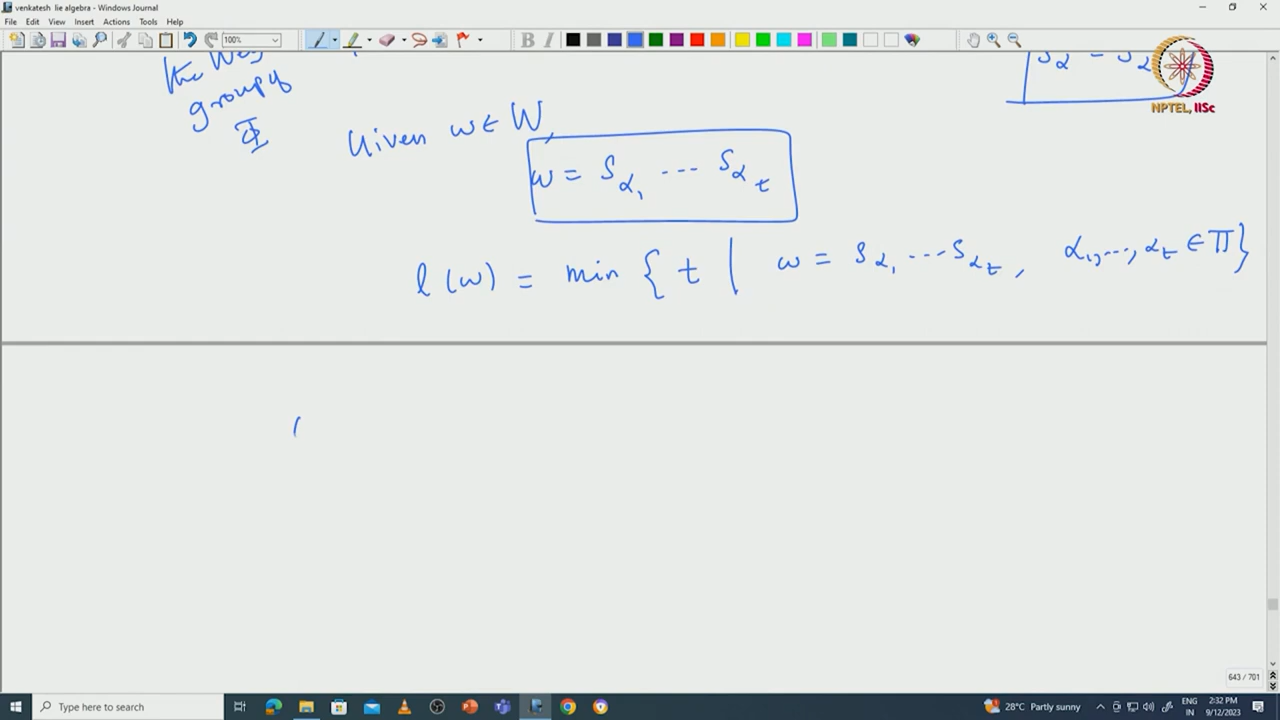 venkatesh lie algebra - Windows Journal
File Edit View Insert Actions Tools Help
100%
B I
the
group of
Φ
NPTEL, IISc
Given w ∈ W,
w = S_{α_1} --- S_{α_t}
l(w) = min { t | w = S_{α_1} --- S_{α_t}, α_1, ..., α_t ∈ Π }
(
643 / 701
Type here to search
28°C Partly sunny
ENG
IN
2:32 PM
9/12/2023